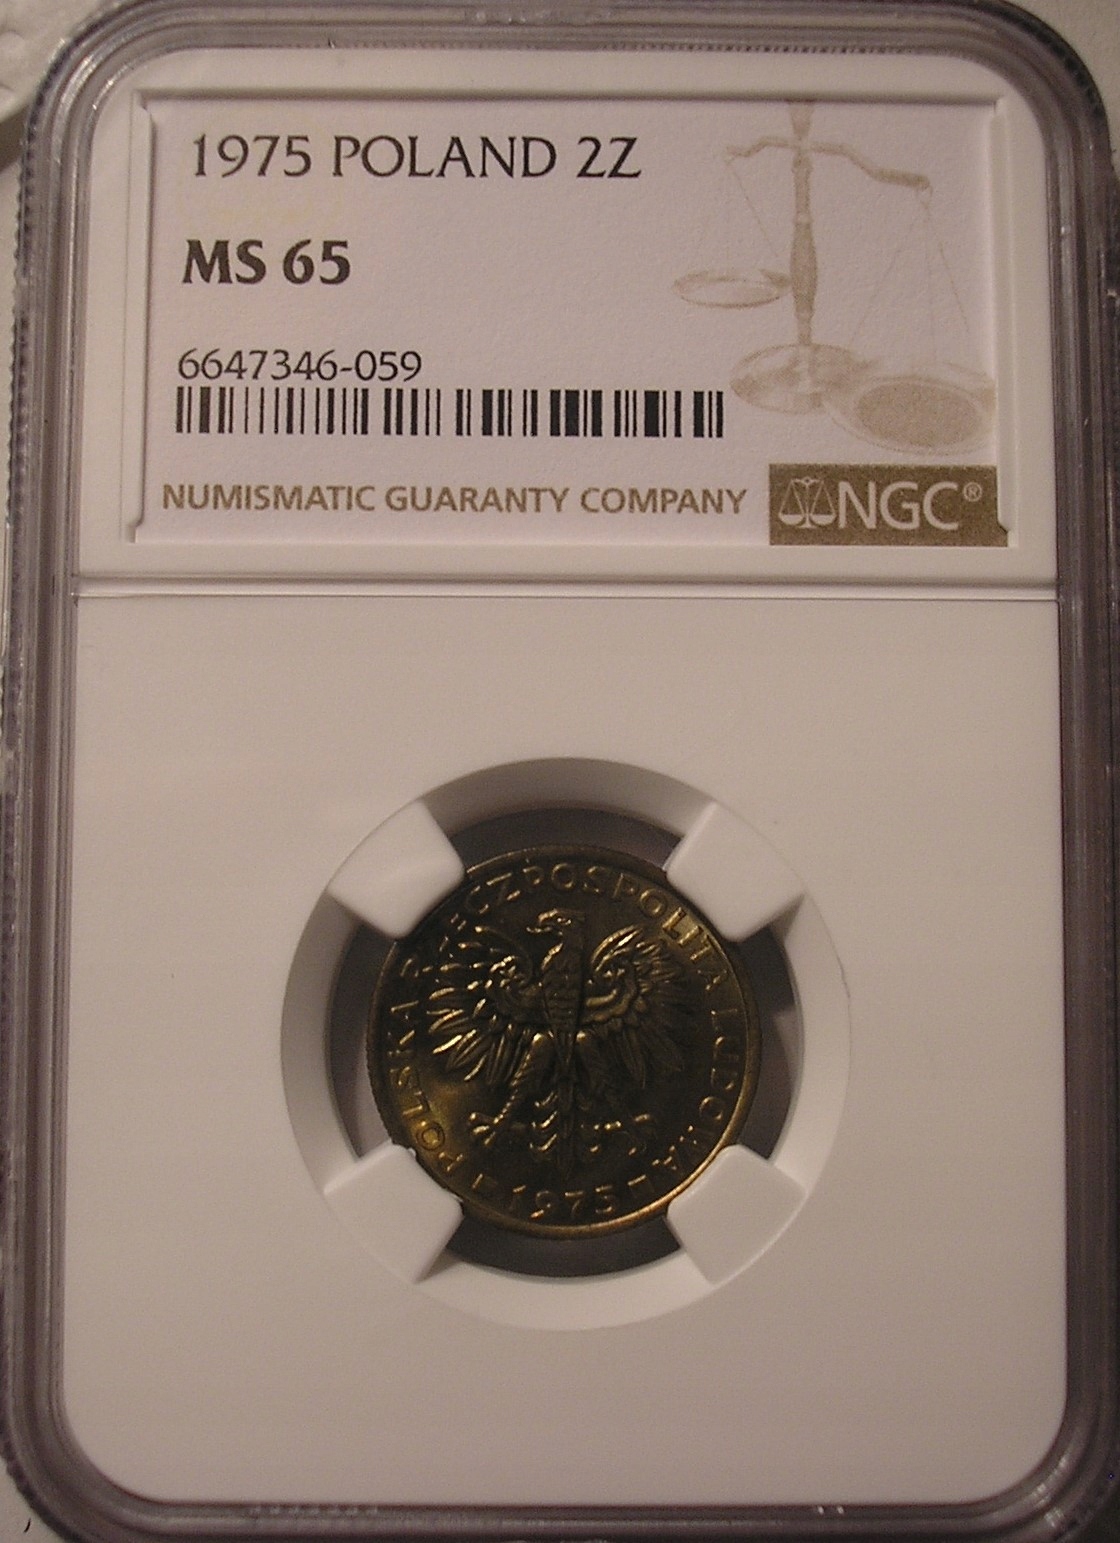 1975 POLAND 2Z
MS 65
6647346-059
NUMISMATIC GUARANTY COMPANY
NGC®
POLSKA RZECZPOSPOLITA LUDOWA
1975